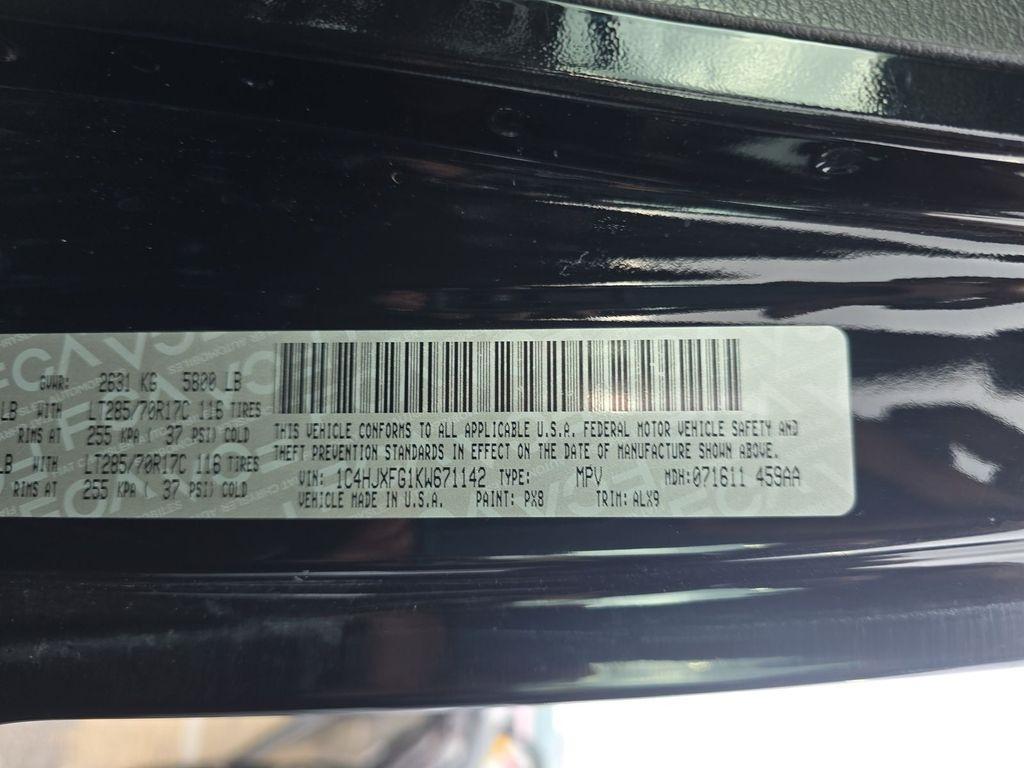 GVWR: 2631 KG 5800 LB
LB WITH LT285/70R17C 116 TIRES
RIMS AT 255 KPA ( 37 PSI) COLD
LB WITH LT285/70R17C 116 TIRES
RIMS AT 255 KPA ( 37 PSI) COLD
THIS VEHICLE CONFORMS TO ALL APPLICABLE U.S.A. FEDERAL MOTOR VEHICLE SAFETY AND
THEFT PREVENTION STANDARDS IN EFFECT ON THE DATE OF MANUFACTURE SHOWN ABOVE.
VIN: 1C4HJXFG1KW671142 TYPE: MPV MDH: 071611 459AA
VEHICLE MADE IN U.S.A. PAINT: PX8 TRIM: ALX9